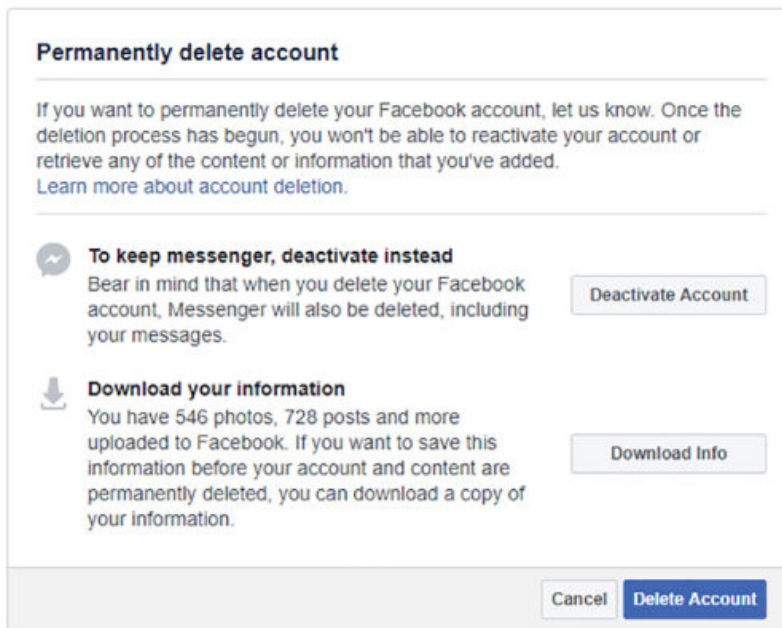 Permanently delete account
If you want to permanently delete your Facebook account, let us know. Once the
deletion process has begun, you won't be able to reactivate your account or
retrieve any of the content or information that you've added.
Learn more about account deletion.
To keep messenger, deactivate instead
Bear in mind that when you delete your Facebook
account, Messenger will also be deleted, including
your messages.
Deactivate Account
Download your information
You have 546 photos, 728 posts and more
uploaded to Facebook. If you want to save this
information before your account and content are
permanently deleted, you can download a copy of
your information.
Download Info
Cancel
Delete Account